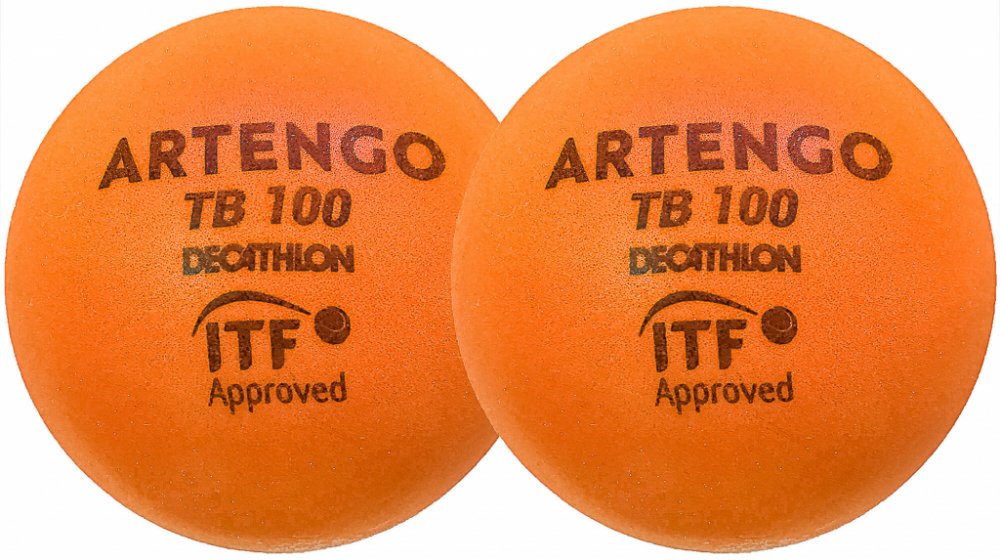 ARTENGO
TB 100
DECATHLON
ITF
Approved
ARTENGO
TB 100
DECATHLON
ITF
Approved